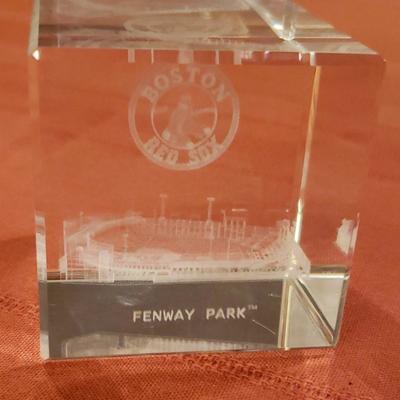 BOSTON
RED SOX
FENWAY PARK™